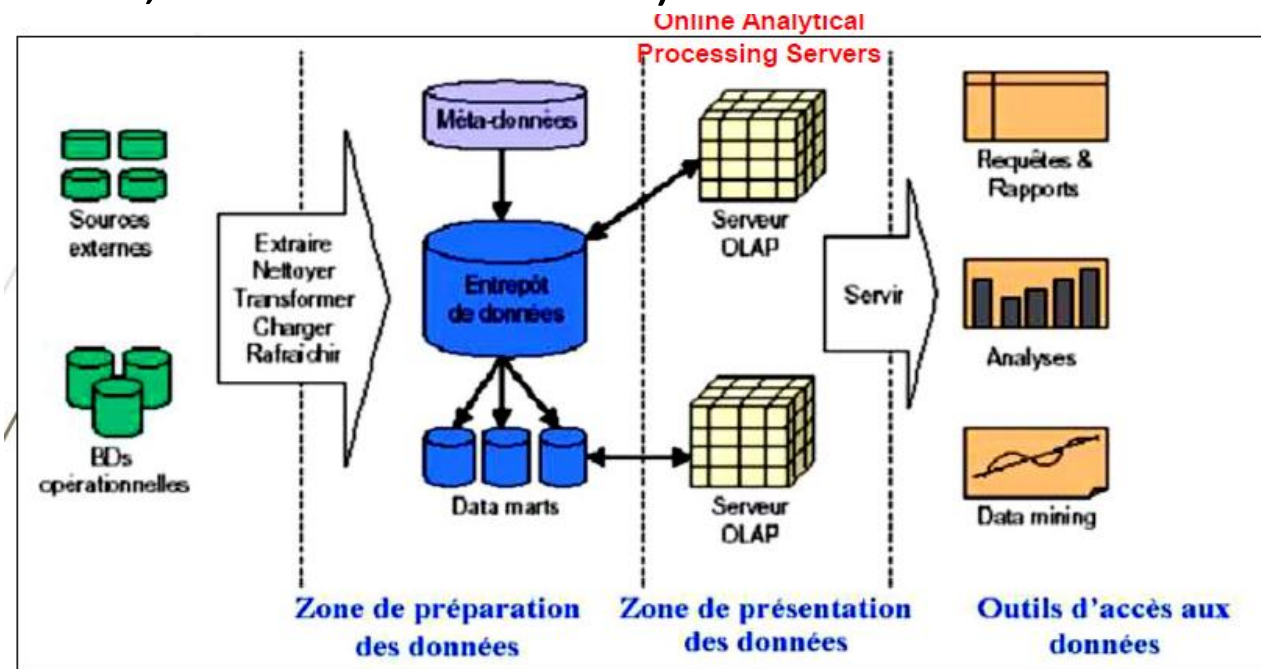 Online Analytical
Processing Servers
Méta-données
Sources
externes
Extraire
Nettoyer
Transformer
Charger
Rafraichir
Entrepôt
de données
Serveur
OLAP
Servir
Requêtes &
Rapports
Analyses
BDs
opérationnelles
Data marts
Serveur
OLAP
Data mining
Zone de préparation
des données
Zone de présentation
des données
Outils d'accès aux
données